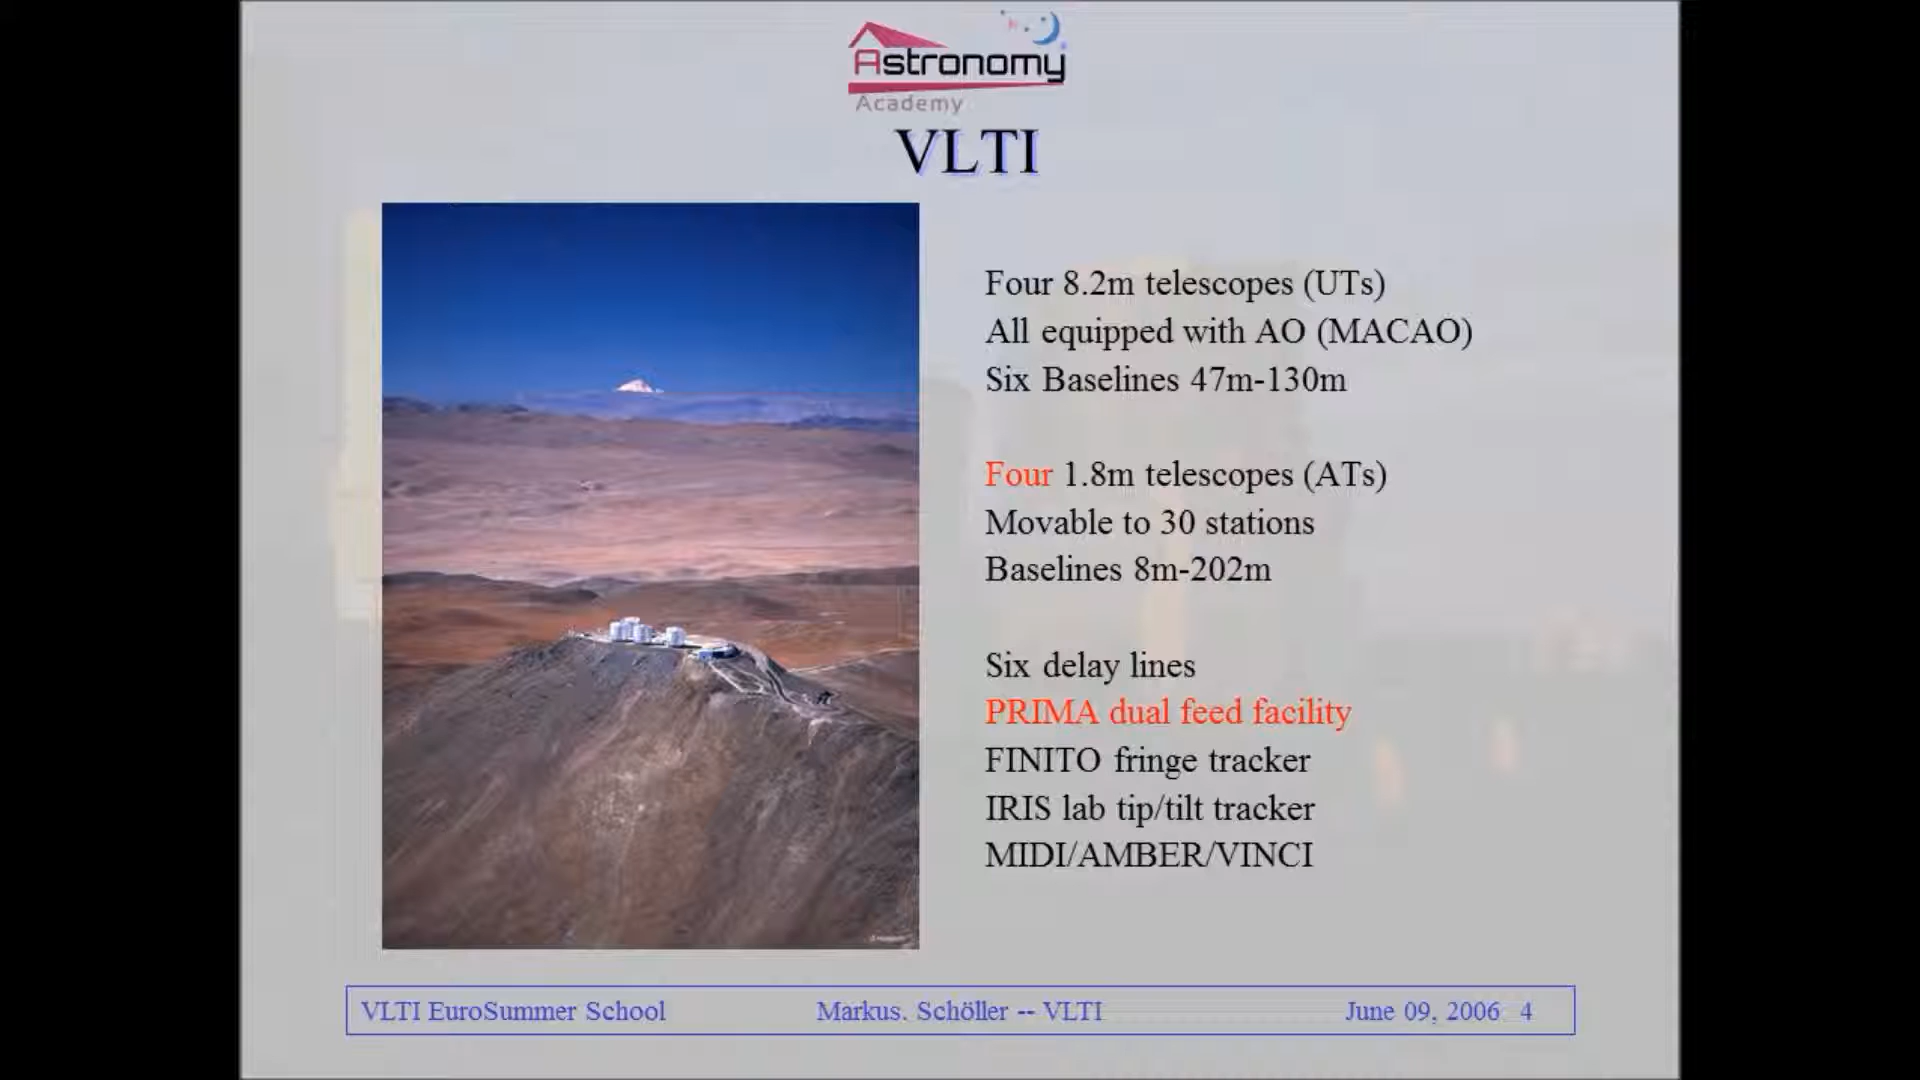 Astronomy
Academy
VLTI
Four 8.2m telescopes (UTs)
All equipped with AO (MACAO)
Six Baselines 47m-130m
Four 1.8m telescopes (ATs)
Movable to 30 stations
Baselines 8m-202m
Six delay lines
PRIMA dual feed facility
FINITO fringe tracker
IRIS lab tip/tilt tracker
MIDI/AMBER/VINCI
VLTI EuroSummer School Markus. Schöller -- VLTI June 09, 2006 4